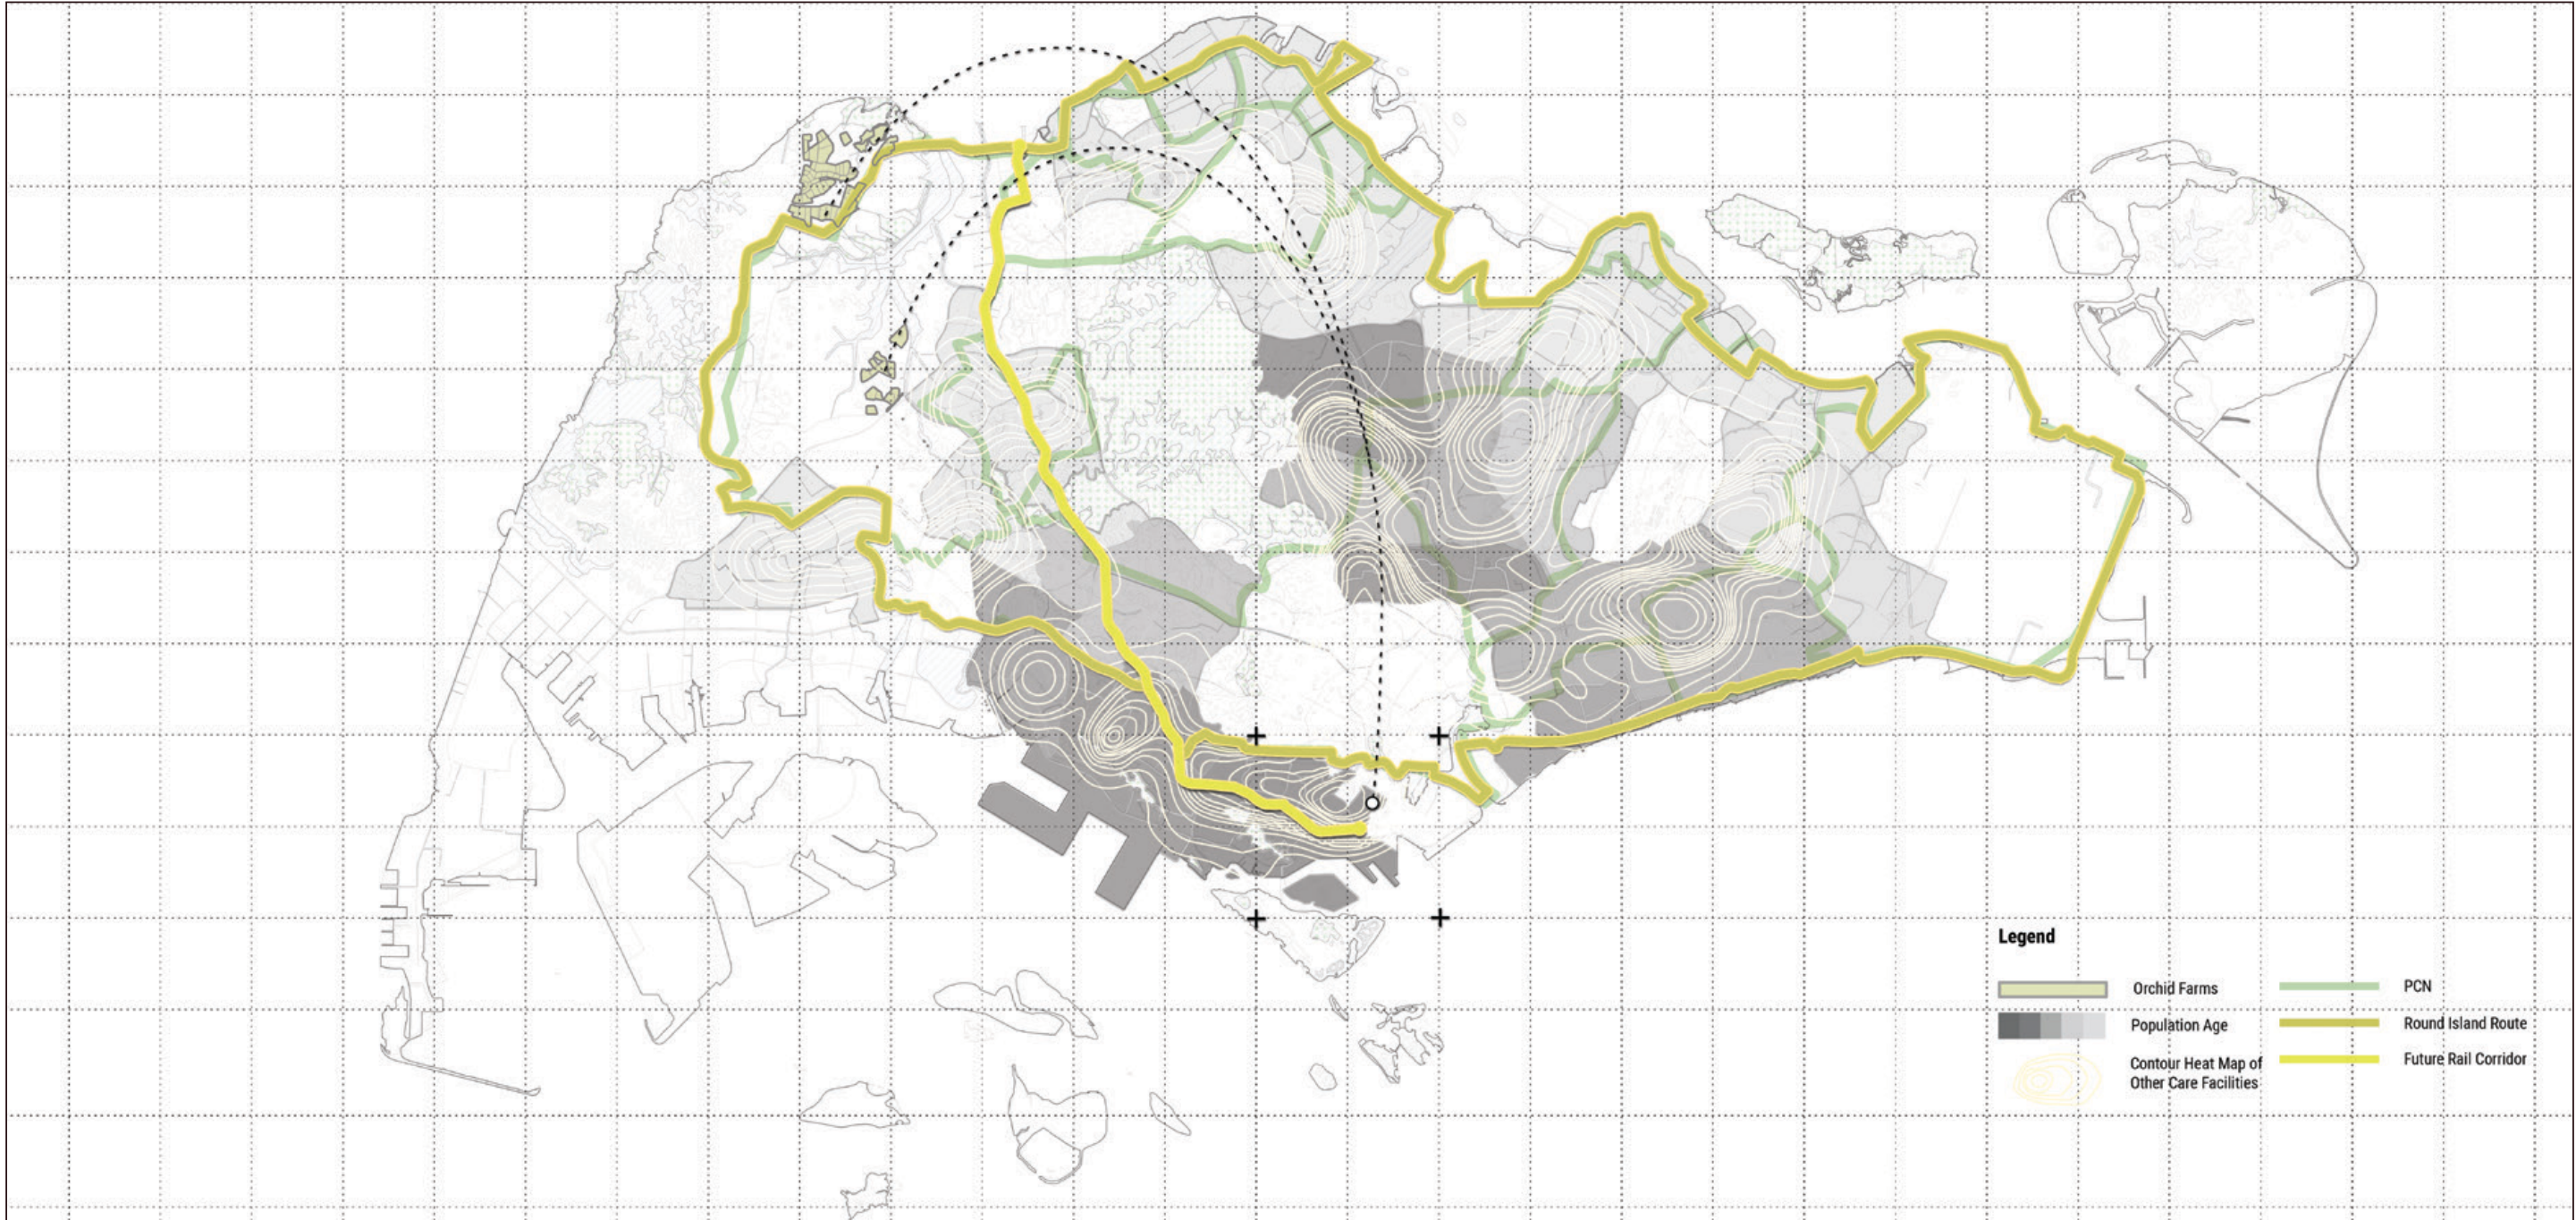 Legend
Orchid Farms
Population Age
Contour Heat Map of
Other Care Facilities
PCN
Round Island Route
Future Rail Corridor